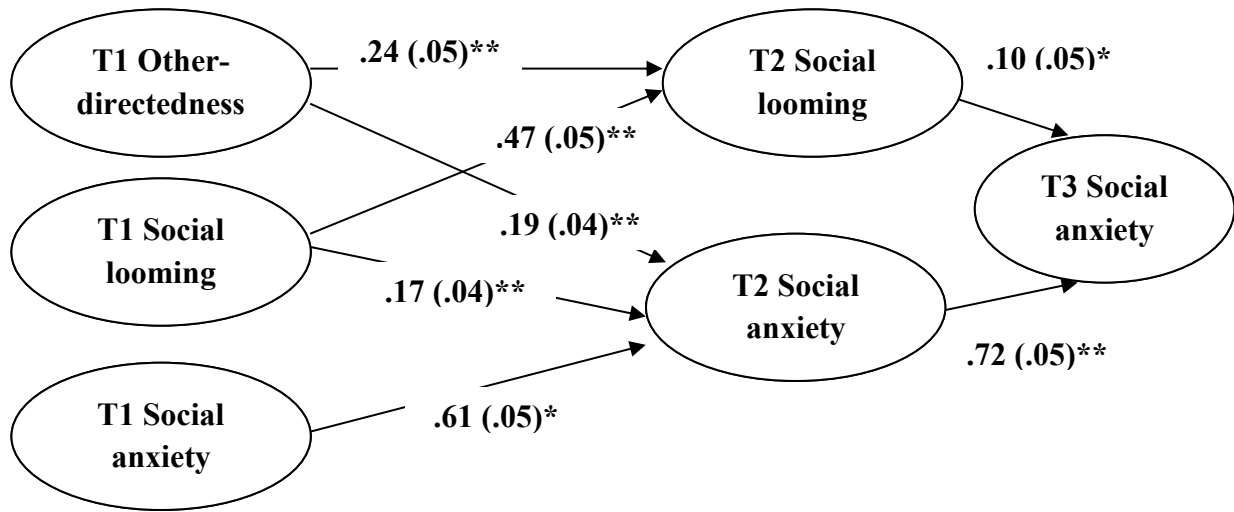 T1 Other-
directedness
.24 (.05)**
T2 Social
looming
.10 (.05)*
.47 (.05)**
T3 Social
anxiety
T1 Social
looming
.19 (.04)**
.17 (.04)**
T2 Social
anxiety
.72 (.05)**
T1 Social
anxiety
.61 (.05)*